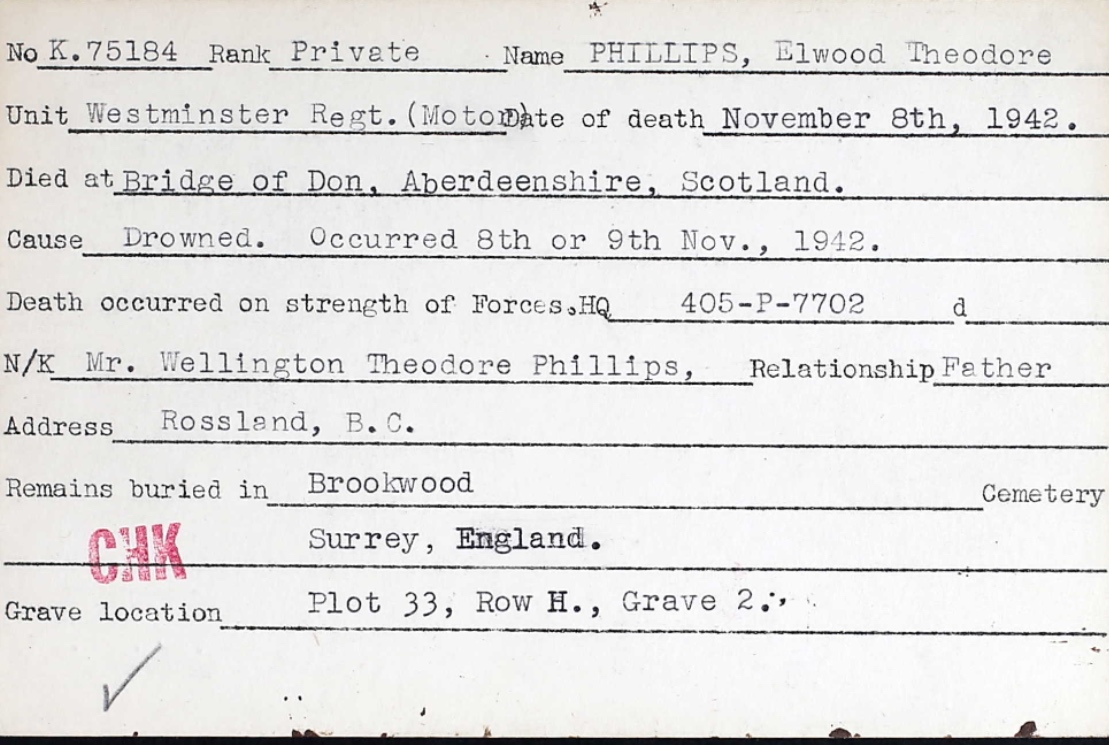 No K.75184 Rank Private Name PHILLIPS, Elwood Theodore
Unit Westminster Regt.(Motor) Date of death November 8th, 1942.
Died at Bridge of Don, Aberdeenshire, Scotland.
Cause Drowned. Occurred 8th or 9th Nov., 1942.
Death occurred on strength of Forces, HQ 405-P-7702 d
N/K Mr. Wellington Theodore Phillips, Relationship Father
Address Rossland, B.C.
Remains buried in Brookwood Cemetery
CHK Surrey, England.
Grave location Plot 33, Row H., Grave 2.